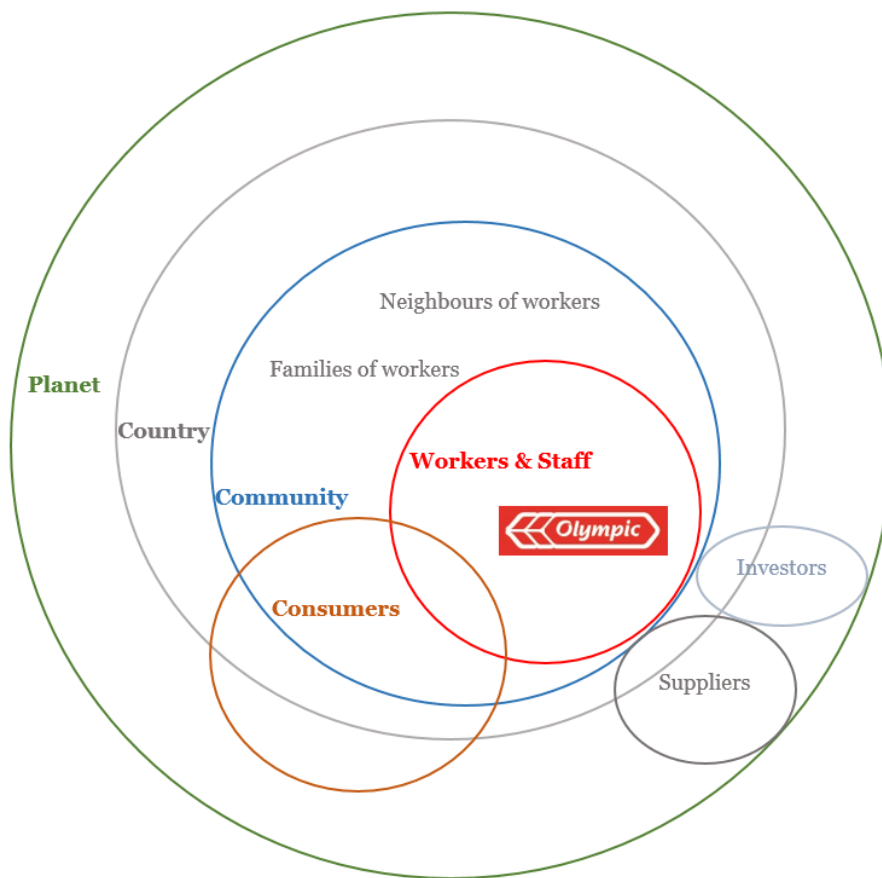 Neighbours of workers
Families of workers
Planet
Country
Workers & Staff
Community
Olympic
Investors
Consumers
Suppliers